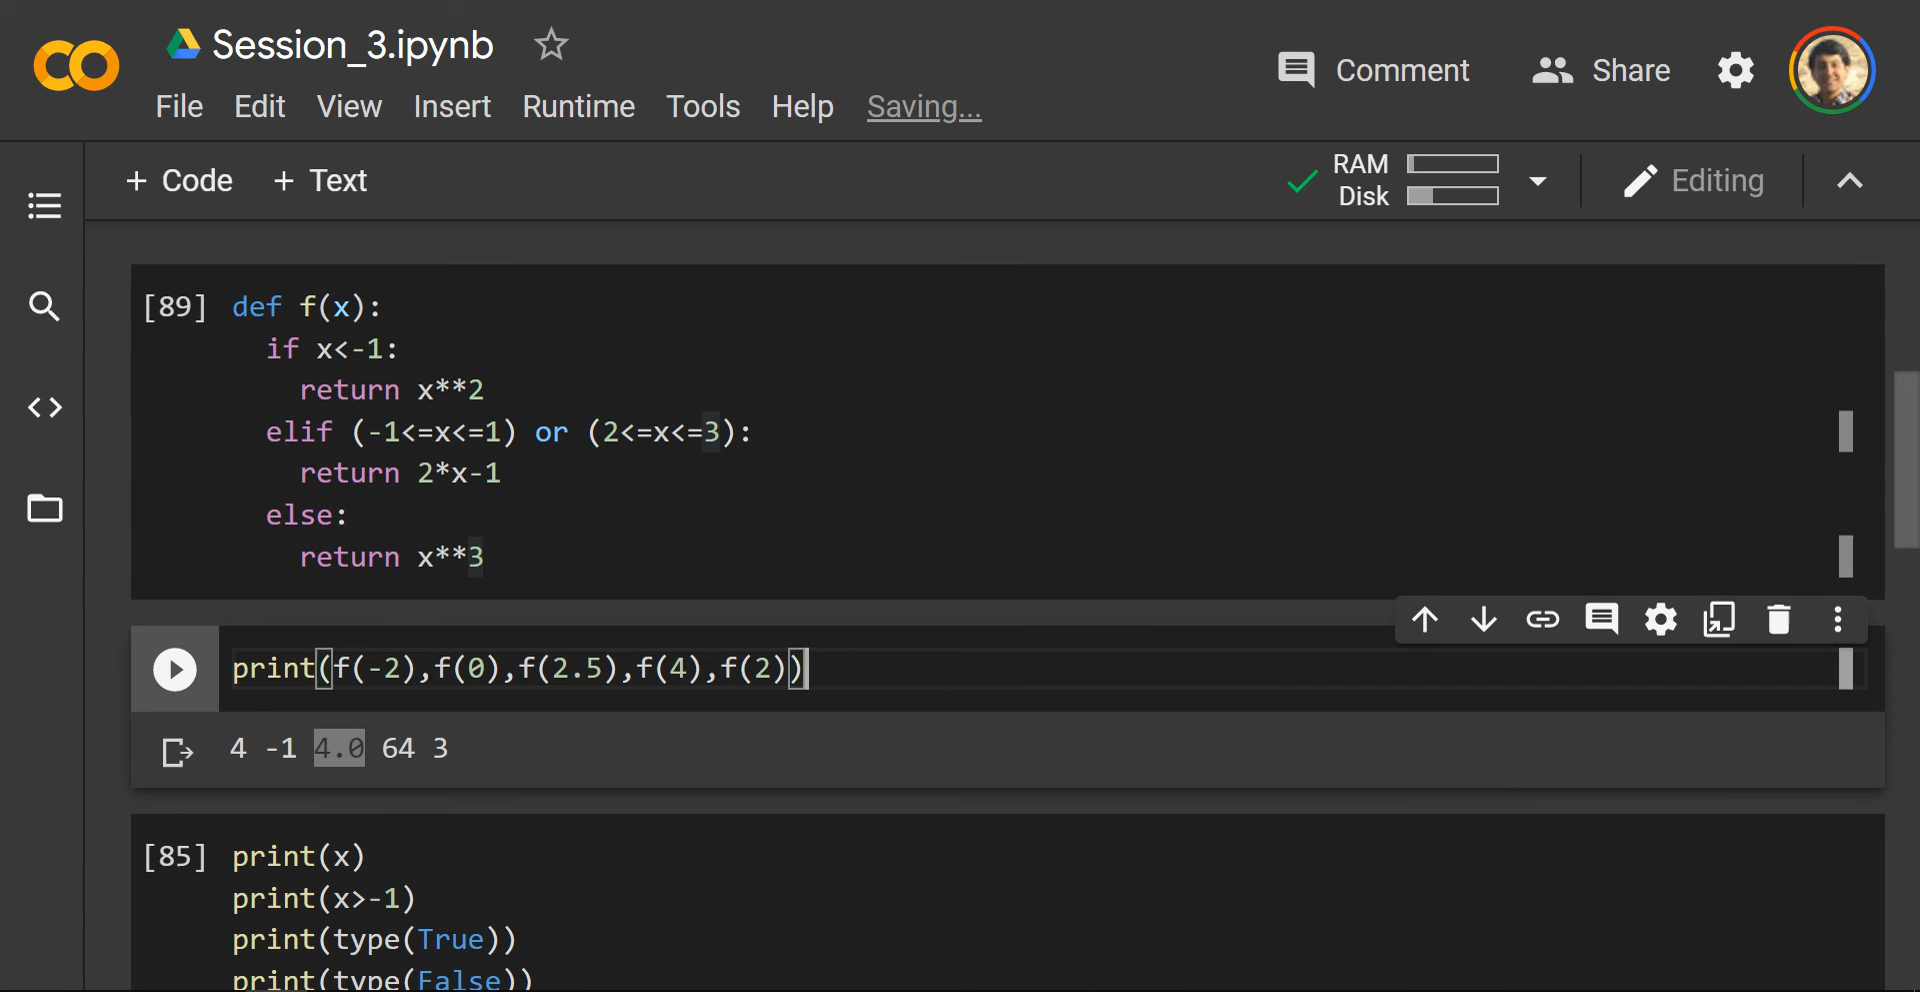 Session_3.ipynb
Comment
Share
File Edit View Insert Runtime Tools Help Saving...
+ Code + Text
RAM
Disk
Editing
[89] def f(x):
if x<-1:
return x**2
elif (-1<=x<=1) or (2<=x<=3):
return 2*x-1
else:
return x**3
print(f(-2),f(0),f(2.5),f(4),f(2))
4 -1 4.0 64 3
[85] print(x)
print(x>-1)
print(type(True))
print(type(False))